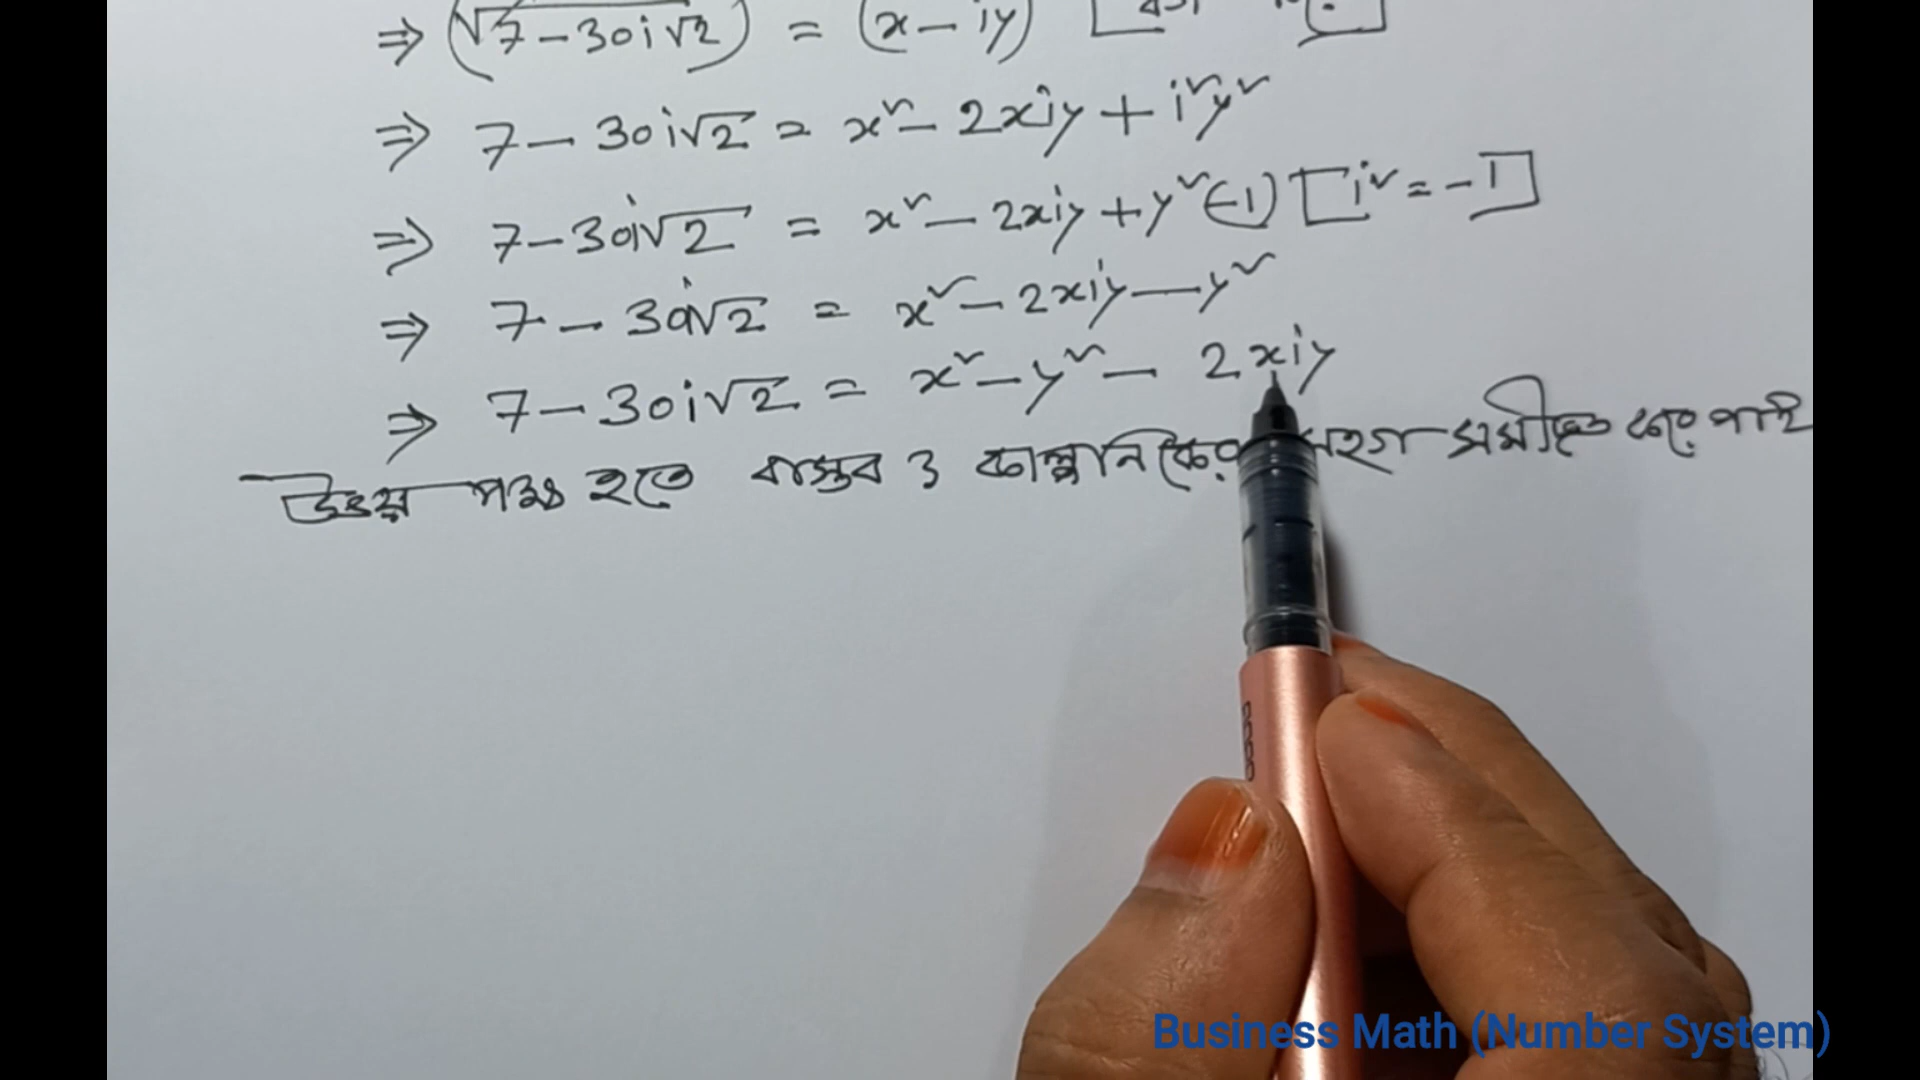 ⇒ (√7-30i√2) = (x-iy)
⇒ 7-30i√2 = x² - 2xiy + i²y²
⇒ 7-30i√2 = x² - 2xiy + y²(-1) [i² = -1]
⇒ 7-30i√2 = x² - 2xiy - y²
⇒ 7-30i√2 = x² - y² - 2xiy
উভয় পক্ষ হতে বাস্তব ও কাল্পনিকের সমীকৃত করে পাই
Business Math (Number System)